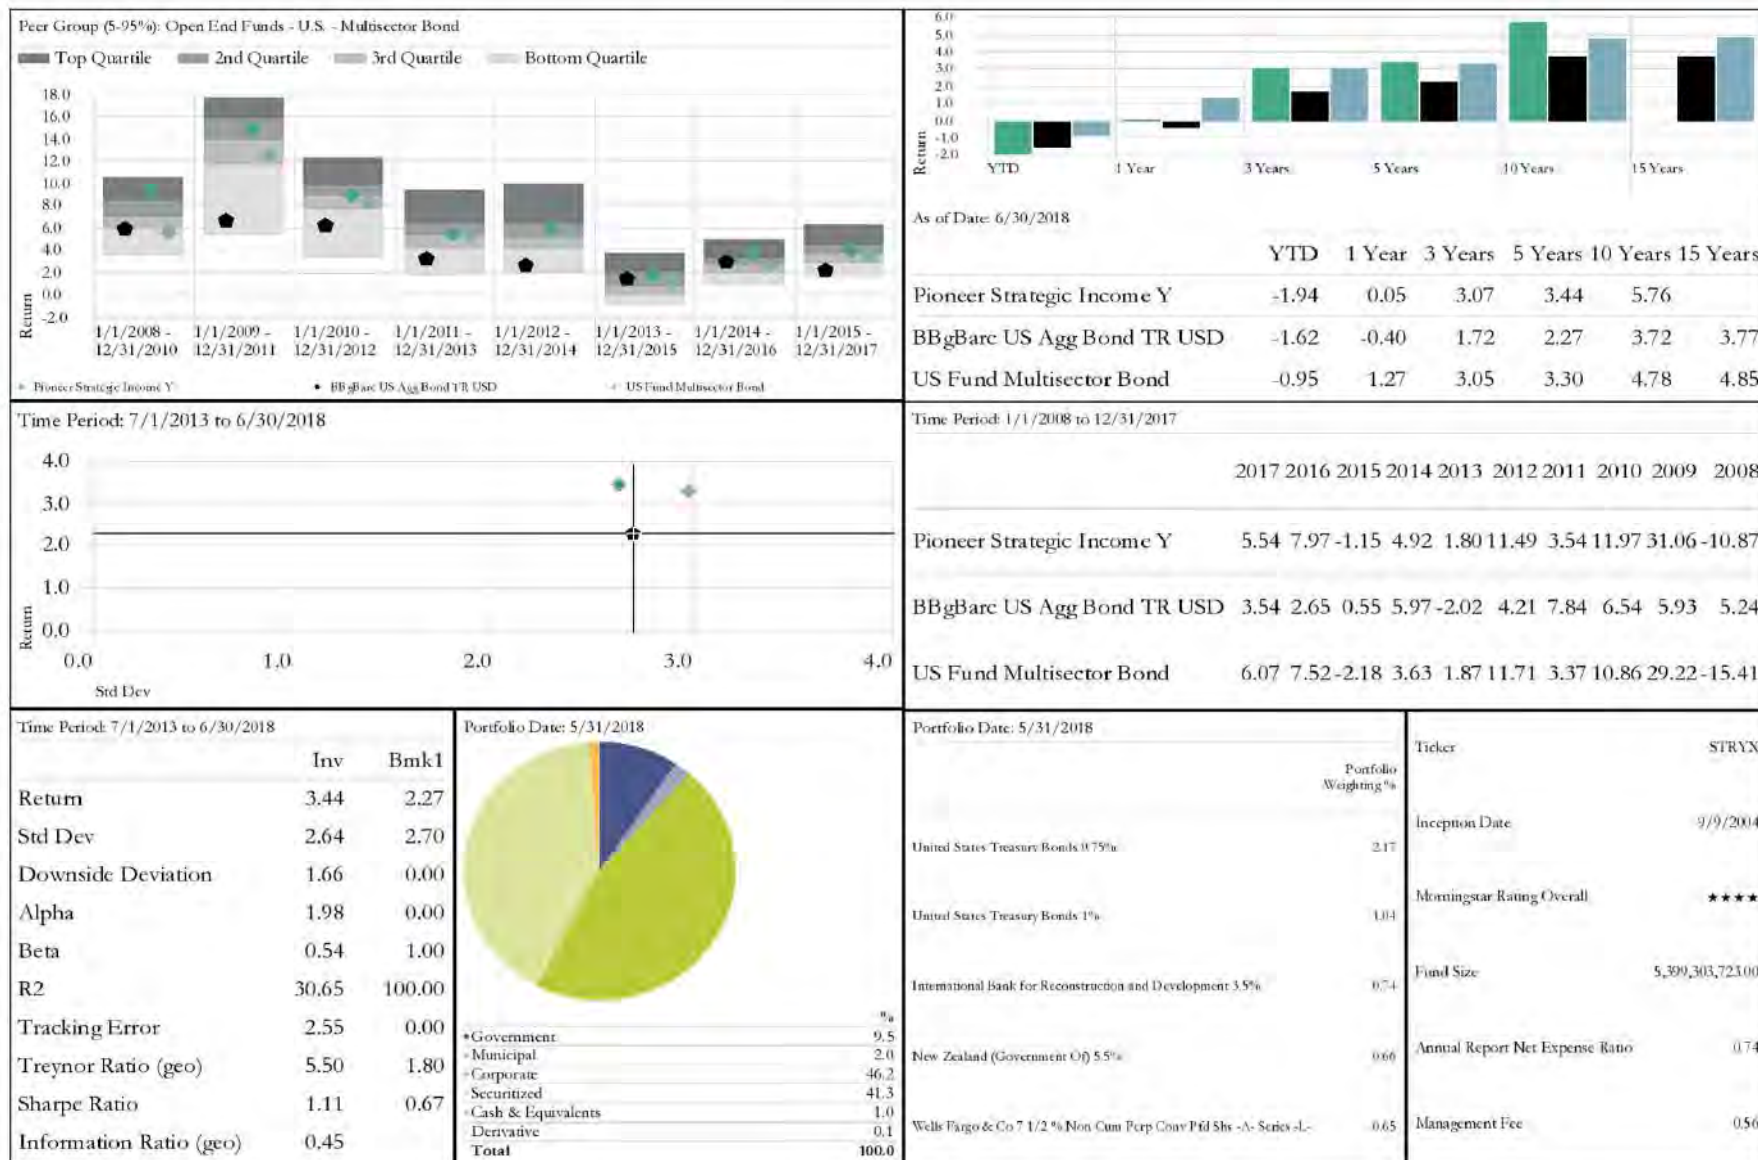 Peer Group (5-95%): Open End Funds - U.S. - Multisector Bond
Top Quartile 2nd Quartile 3rd Quartile Bottom Quartile
18.0
16.0
14.0
12.0
10.0
8.0
6.0
4.0
2.0
0.0
-2.0
Return
1/1/2008 - 1/1/2009 - 1/1/2010 - 1/1/2011 - 1/1/2012 - 1/1/2013 - 1/1/2014 - 1/1/2015 -
12/31/2010 12/31/2011 12/31/2012 12/31/2013 12/31/2014 12/31/2015 12/31/2016 12/31/2017
Pioneer Strategic Income Y BBgBarc US Agg Bond TR USD US Fund Multisector Bond
6.0
5.0
4.0
3.0
2.0
1.0
0.0
-1.0
-2.0
Return
YTD 1 Year 3 Years 5 Years 10 Years 15 Years
As of Date: 6/30/2018
YTD 1 Year 3 Years 5 Years 10 Years 15 Years
Pioneer Strategic Income Y -1.94 0.05 3.07 3.44 5.76
BBgBarc US Agg Bond TR USD -1.62 -0.40 1.72 2.27 3.72 3.77
US Fund Multisector Bond -0.95 1.27 3.05 3.30 4.78 4.85
Time Period: 7/1/2013 to 6/30/2018
4.0
3.0
2.0
1.0
0.0
Return
0.0 1.0 2.0 3.0 4.0
Std Dev
Time Period: 1/1/2008 to 12/31/2017
2017 2016 2015 2014 2013 2012 2011 2010 2009 2008
Pioneer Strategic Income Y 5.54 7.97 -1.15 4.92 1.80 11.49 3.54 11.97 31.06 -10.87
BBgBarc US Agg Bond TR USD 3.54 2.65 0.55 5.97 -2.02 4.21 7.84 6.54 5.93 5.24
US Fund Multisector Bond 6.07 7.52 -2.18 3.63 1.87 11.71 3.37 10.86 29.22 -15.41
Time Period: 7/1/2013 to 6/30/2018
Inv Bmk1
Return 3.44 2.27
Std Dev 2.64 2.70
Downside Deviation 1.66 0.00
Alpha 1.98 0.00
Beta 0.54 1.00
R2 30.65 100.00
Tracking Error 2.55 0.00
Treynor Ratio (geo) 5.50 1.80
Sharpe Ratio 1.11 0.67
Information Ratio (geo) 0.45
Portfolio Date: 5/31/2018
%
Government 9.5
Municipal 2.0
Corporate 46.2
Securitized 41.3
Cash & Equivalents 1.0
Derivative 0.1
Total 100.0
Portfolio Date: 5/31/2018
Portfolio
Weighting %
United States Treasury Bonds 0.75% 2.17
United States Treasury Bonds 1% 1.04
International Bank for Reconstruction and Development 3.5% 0.74
New Zealand (Government Of) 5.5% 0.66
Wells Fargo & Co 7 1/2 % Non Cum Perp Conv Pfd Shs -A- Series -L- 0.65
Ticker STRYX
Inception Date 9/9/2004
Morningstar Rating Overall ★★★★
Fund Size 5,399,303,723.00
Annual Report Net Expense Ratio 0.74
Management Fee 0.56